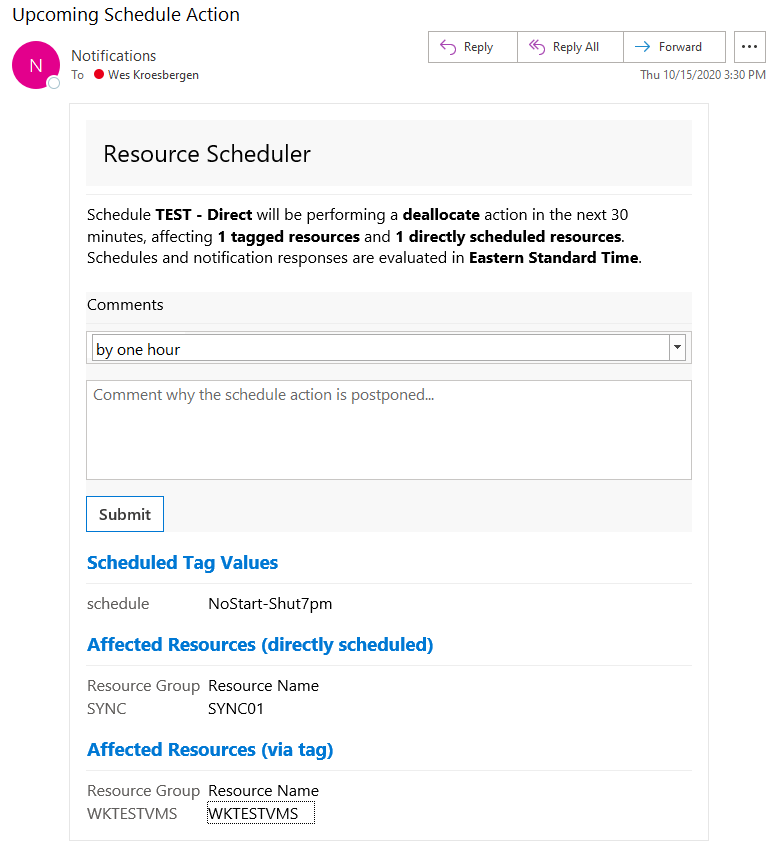 Upcoming Schedule Action
N
Notifications
To Wes Kroesbergen
Reply
Reply All
Forward
...
Thu 10/15/2020 3:30 PM
Resource Scheduler
Schedule TEST - Direct will be performing a deallocate action in the next 30
minutes, affecting 1 tagged resources and 1 directly scheduled resources.
Schedules and notification responses are evaluated in Eastern Standard Time.
Comments
by one hour
Comment why the schedule action is postponed...
Submit
Scheduled Tag Values
schedule NoStart-Shut7pm
Affected Resources (directly scheduled)
Resource Group Resource Name
SYNC SYNC01
Affected Resources (via tag)
Resource Group Resource Name
WKTESTVMS WKTESTVMS